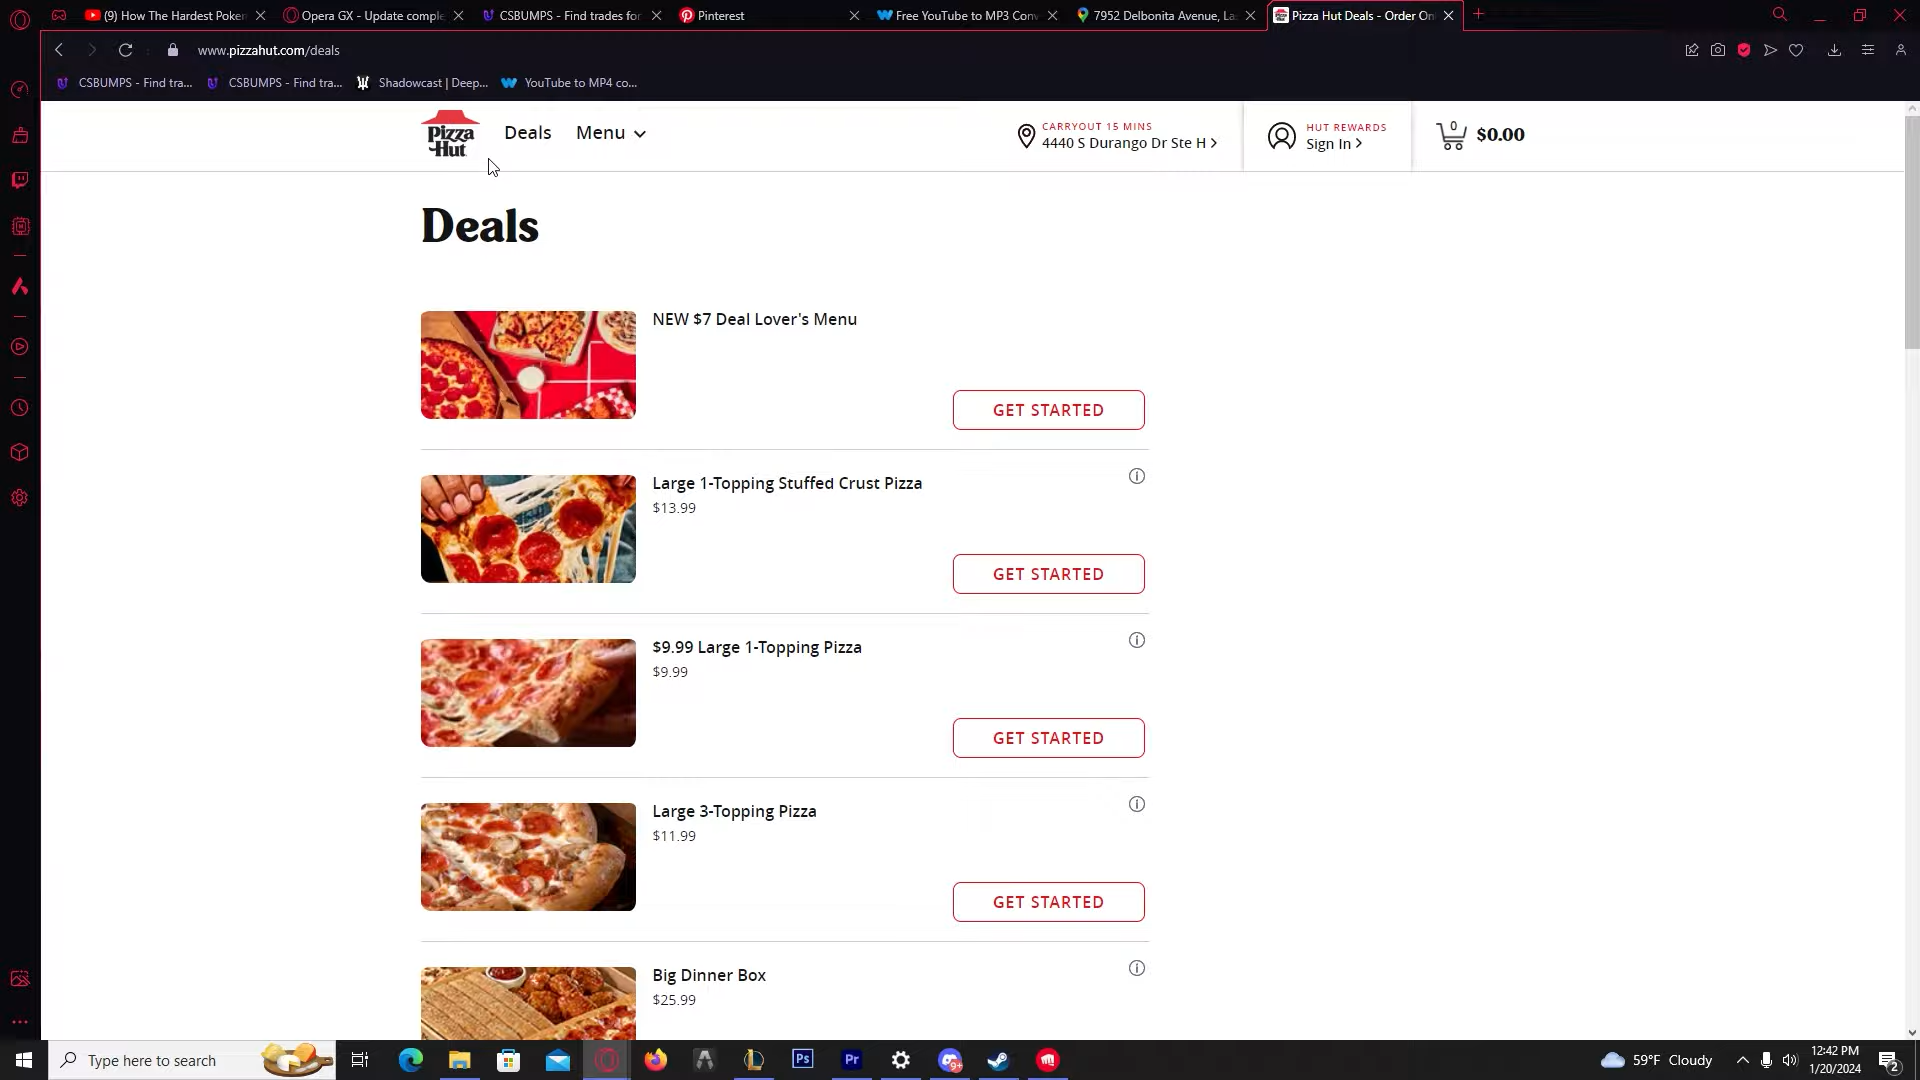 (9) How The Hardest Poken
Opera GX - Update comple
CSBUMPS - Find trades for
Pinterest
Free YouTube to MP3 Conv
7952 Delbonita Avenue, La
Pizza Hut Deals - Order On
www.pizzahut.com/deals
CSBUMPS - Find tra...
CSBUMPS - Find tra...
Shadowcast | Deep...
YouTube to MP4 co...
Pizza
Hut
Deals
Menu
CARRYOUT 15 MINS
4440 S Durango Dr Ste H >
HUT REWARDS
Sign In >
0
$0.00
Deals
NEW $7 Deal Lover's Menu
GET STARTED
Large 1-Topping Stuffed Crust Pizza
$13.99
GET STARTED
$9.99 Large 1-Topping Pizza
$9.99
GET STARTED
Large 3-Topping Pizza
$11.99
GET STARTED
Big Dinner Box
$25.99
Type here to search
Ps
Pr
9+
59°F Cloudy
12:42 PM
1/20/2024
2